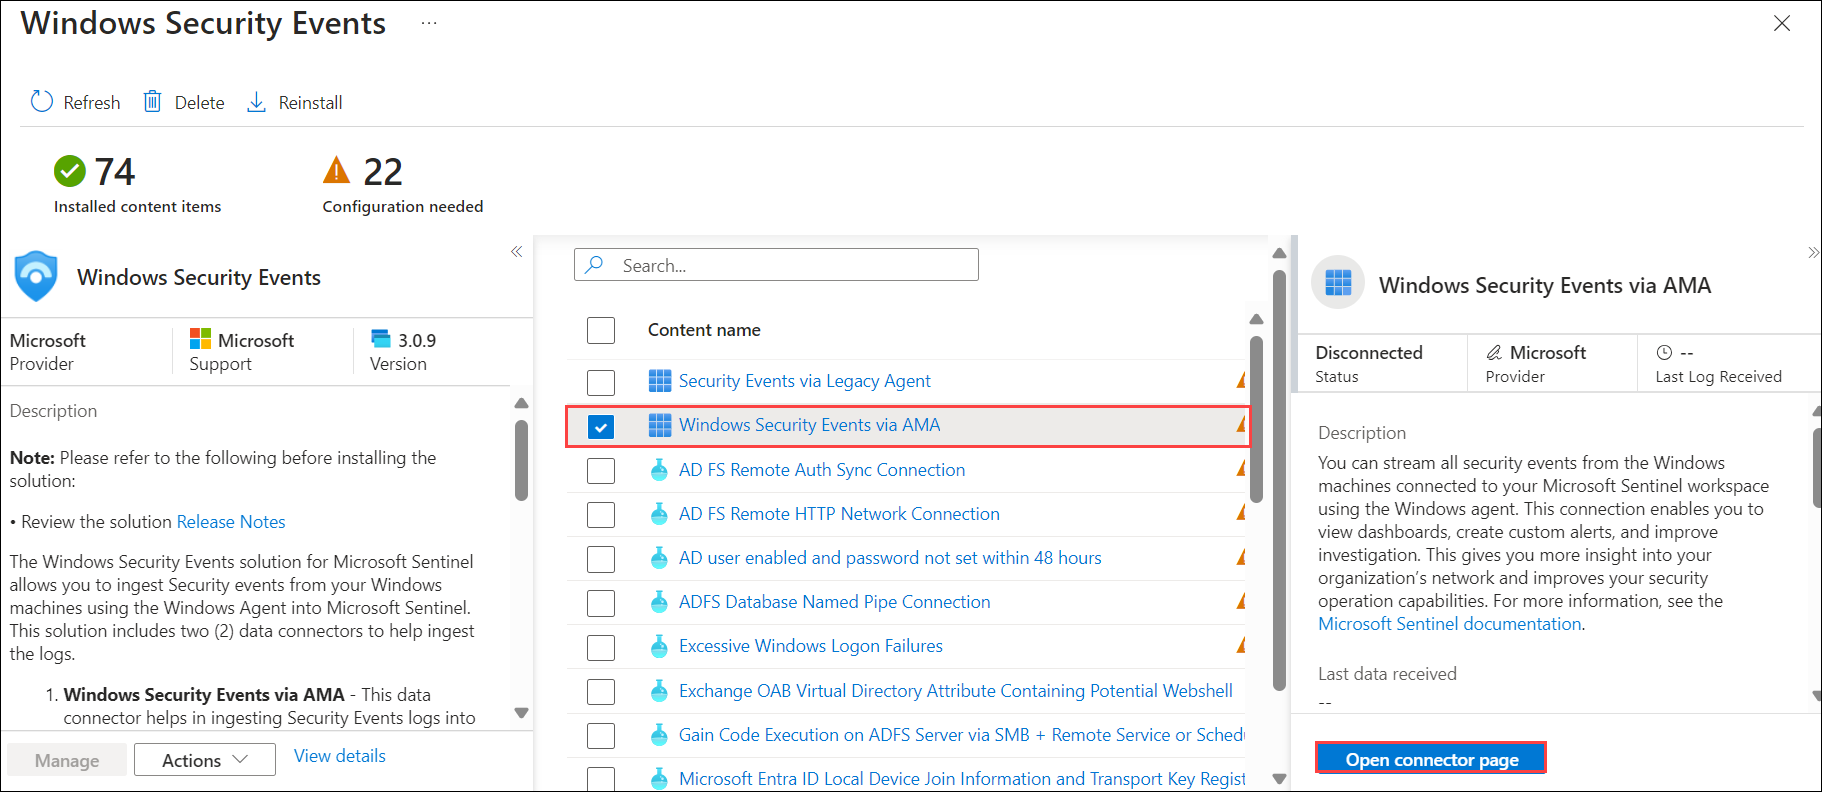 Windows Security Events ...
Refresh Delete Reinstall
74
Installed content items
22
Configuration needed
Windows Security Events
Microsoft
Provider
Microsoft
Support
3.0.9
Version
Description
Note: Please refer to the following before installing the
solution:
• Review the solution Release Notes
The Windows Security Events solution for Microsoft Sentinel
allows you to ingest Security events from your Windows
machines using the Windows Agent into Microsoft Sentinel.
This solution includes two (2) data connectors to help ingest
the logs.
1. Windows Security Events via AMA - This data
connector helps in ingesting Security Events logs into
Manage Actions View details
Search...
Content name
Security Events via Legacy Agent
Windows Security Events via AMA
AD FS Remote Auth Sync Connection
AD FS Remote HTTP Network Connection
AD user enabled and password not set within 48 hours
ADFS Database Named Pipe Connection
Excessive Windows Logon Failures
Exchange OAB Virtual Directory Attribute Containing Potential Webshell
Gain Code Execution on ADFS Server via SMB + Remote Service or Schedu
Microsoft Entra ID Local Device Join Information and Transport Key Regist
Windows Security Events via AMA
Disconnected
Status
Microsoft
Provider
--
Last Log Received
Description
You can stream all security events from the Windows
machines connected to your Microsoft Sentinel workspace
using the Windows agent. This connection enables you to
view dashboards, create custom alerts, and improve
investigation. This gives you more insight into your
organization’s network and improves your security
operation capabilities. For more information, see the
Microsoft Sentinel documentation.
Last data received
--
Open connector page